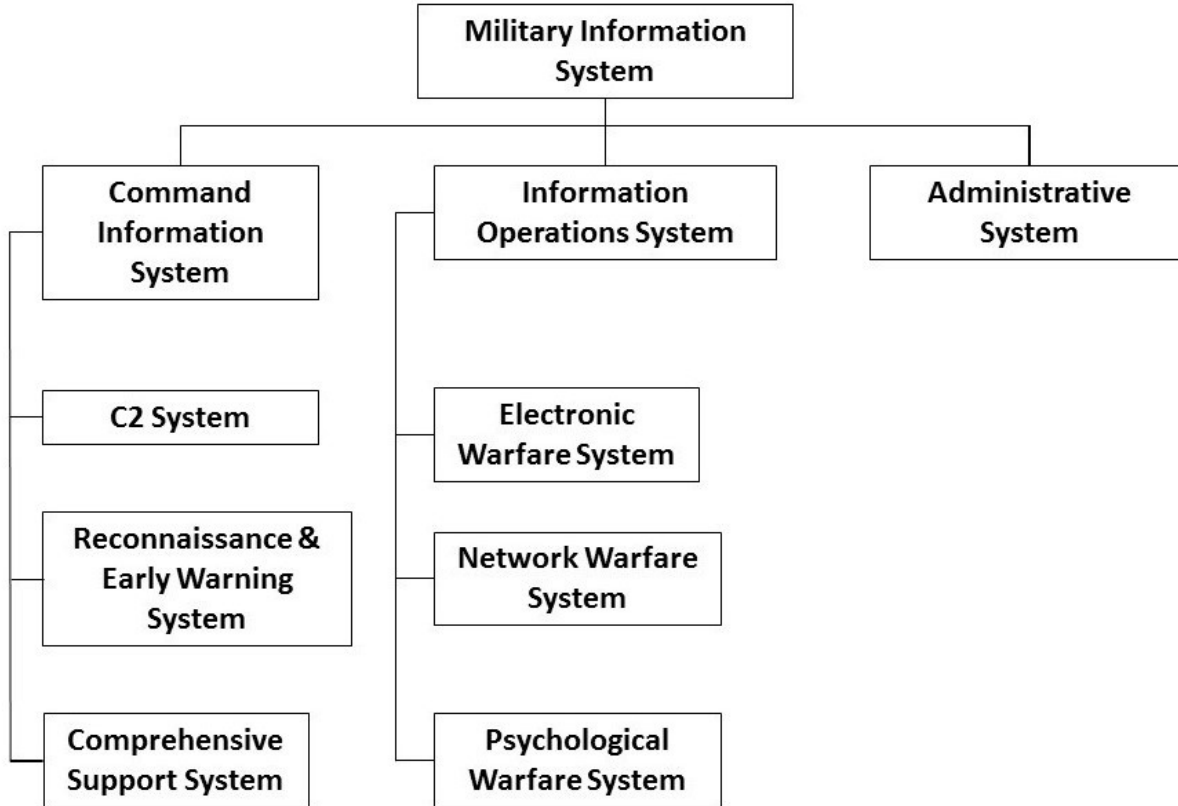 Military Information
System
Command
Information
System
Information
Operations System
Administrative
System
C2 System
Electronic
Warfare System
Reconnaissance &
Early Warning
System
Network Warfare
System
Comprehensive
Support System
Psychological
Warfare System